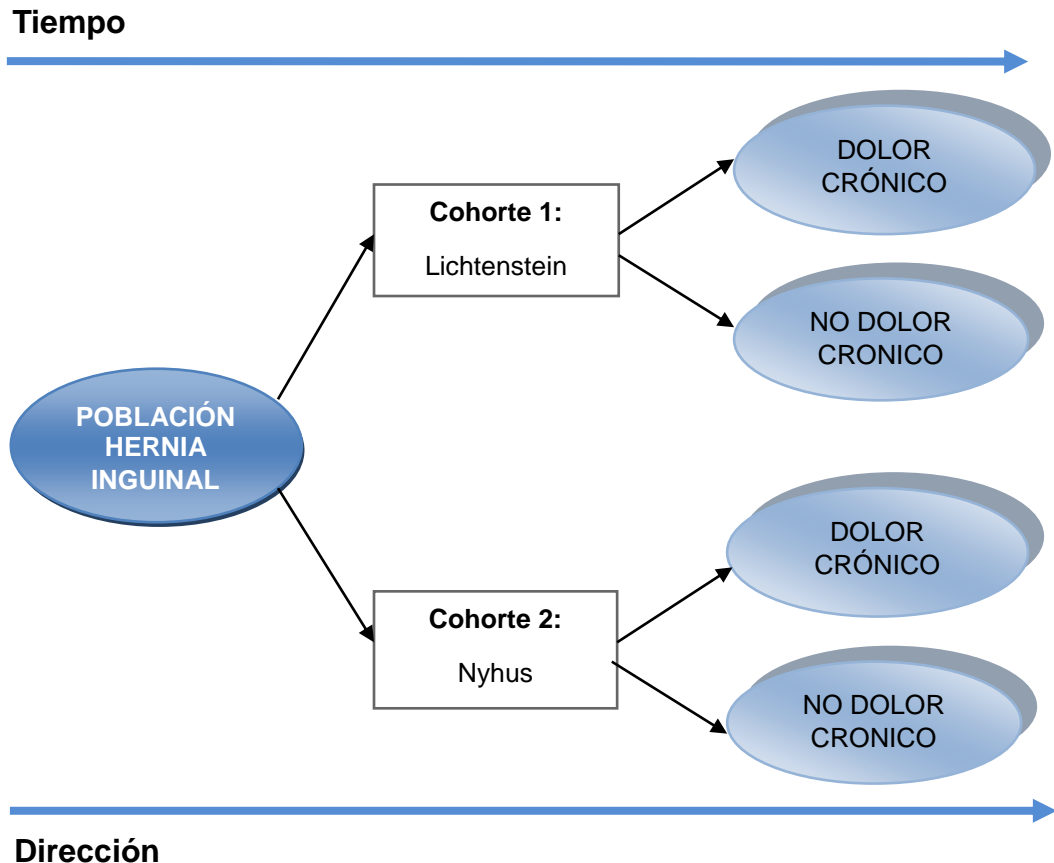 Tiempo
DOLOR
CRÓNICO
Cohorte 1:
Lichtenstein
NO DOLOR
CRONICO
POBLACIÓN
HERNIA
INGUINAL
DOLOR
CRÓNICO
Cohorte 2:
Nyhus
NO DOLOR
CRONICO
Dirección